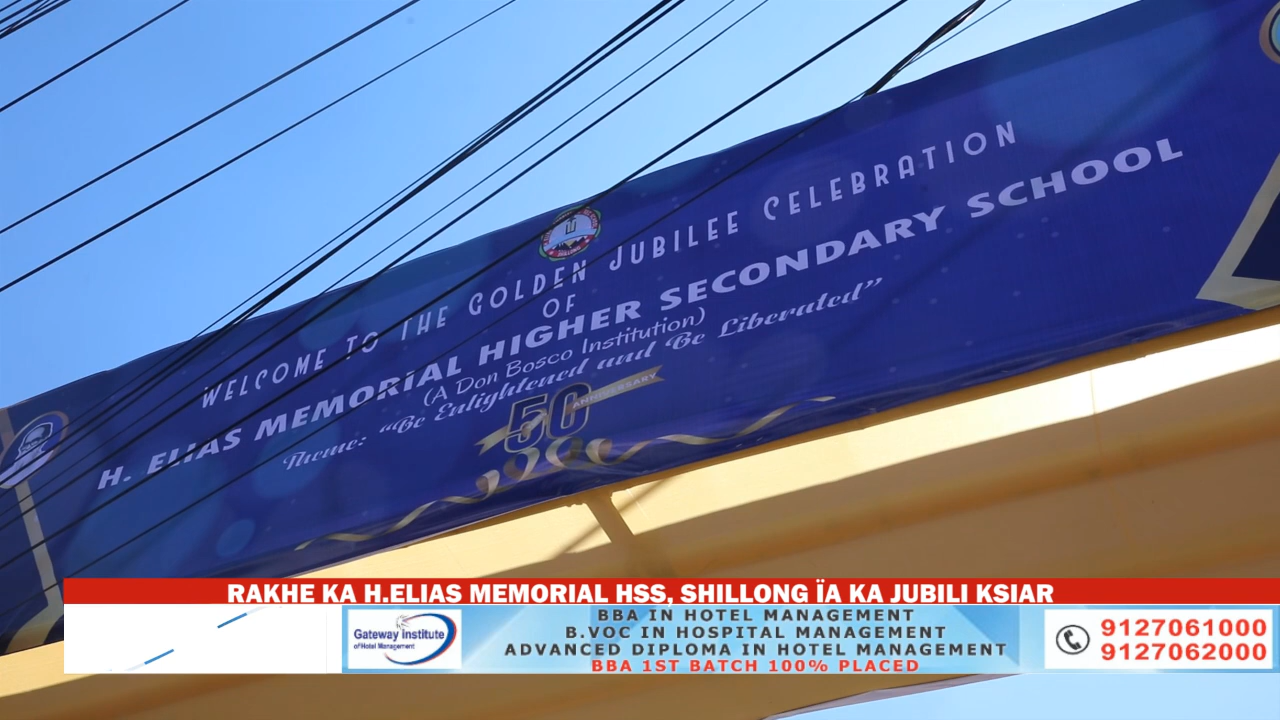 WELCOME TO THE GOLDEN JUBILEE CELEBRATION
OF
H. ELIAS MEMORIAL HIGHER SECONDARY SCHOOL
(A DON BOSCO INSTITUTION)
Theme: "Be Enlightened and Be Liberated"
50 ANNIVERSARY
RAKHE KA H.ELIAS MEMORIAL HSS, SHILLONG ÏA KA JUBILI KSIAR
Gateway Institute
of Hotel Management
BBA IN HOTEL MANAGEMENT
B.VOC IN HOSPITAL MANAGEMENT
ADVANCED DIPLOMA IN HOTEL MANAGEMENT
BBA 1ST BATCH 100% PLACED
9127061000
9127062000